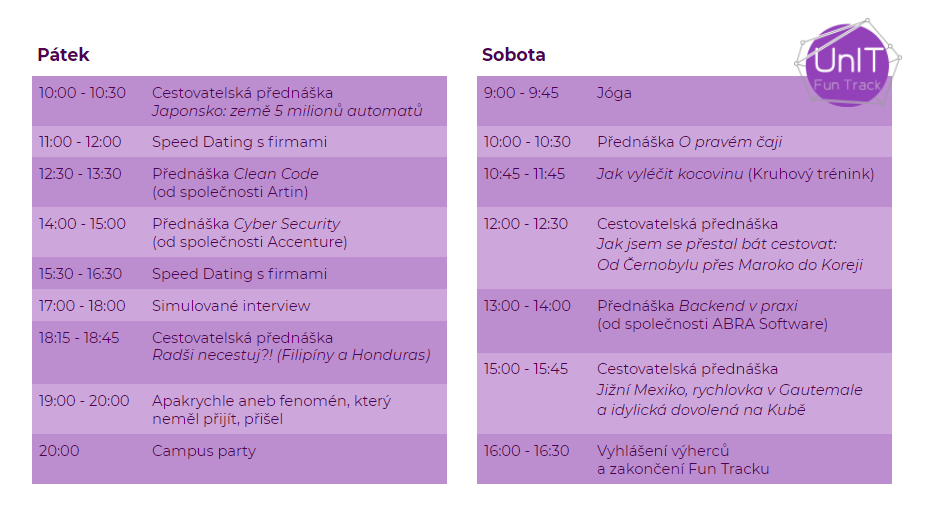 Pátek
10:00 - 10:30 Cestovatelská přednáška
Japonsko: země 5 milionů automatů
11:00 - 12:00 Speed Dating s firmami
12:30 - 13:30 Přednáška Clean Code
(od společnosti Artin)
14:00 - 15:00 Přednáška Cyber Security
(od společnosti Accenture)
15:30 - 16:30 Speed Dating s firmami
17:00 - 18:00 Simulované interview
18:15 - 18:45 Cestovatelská přednáška
Radši necestuj?! (Filipíny a Honduras)
19:00 - 20:00 Apakrychle aneb fenomén, který
neměl přijít, přišel
20:00 Campus party
Sobota
UnIT
Fun Track
9:00 - 9:45 Jóga
10:00 - 10:30 Přednáška O pravém čaji
10:45 - 11:45 Jak vyléčit kocovinu (Kruhový trénink)
12:00 - 12:30 Cestovatelská přednáška
Jak jsem se přestal bát cestovat:
Od Černobylu přes Maroko do Koreji
13:00 - 14:00 Přednáška Backend v praxi
(od společnosti ABRA Software)
15:00 - 15:45 Cestovatelská přednáška
Jižní Mexiko, rychlovka v Gautemale
a idylická dovolená na Kubě
16:00 - 16:30 Vyhlášení výherců
a zakončení Fun Tracku